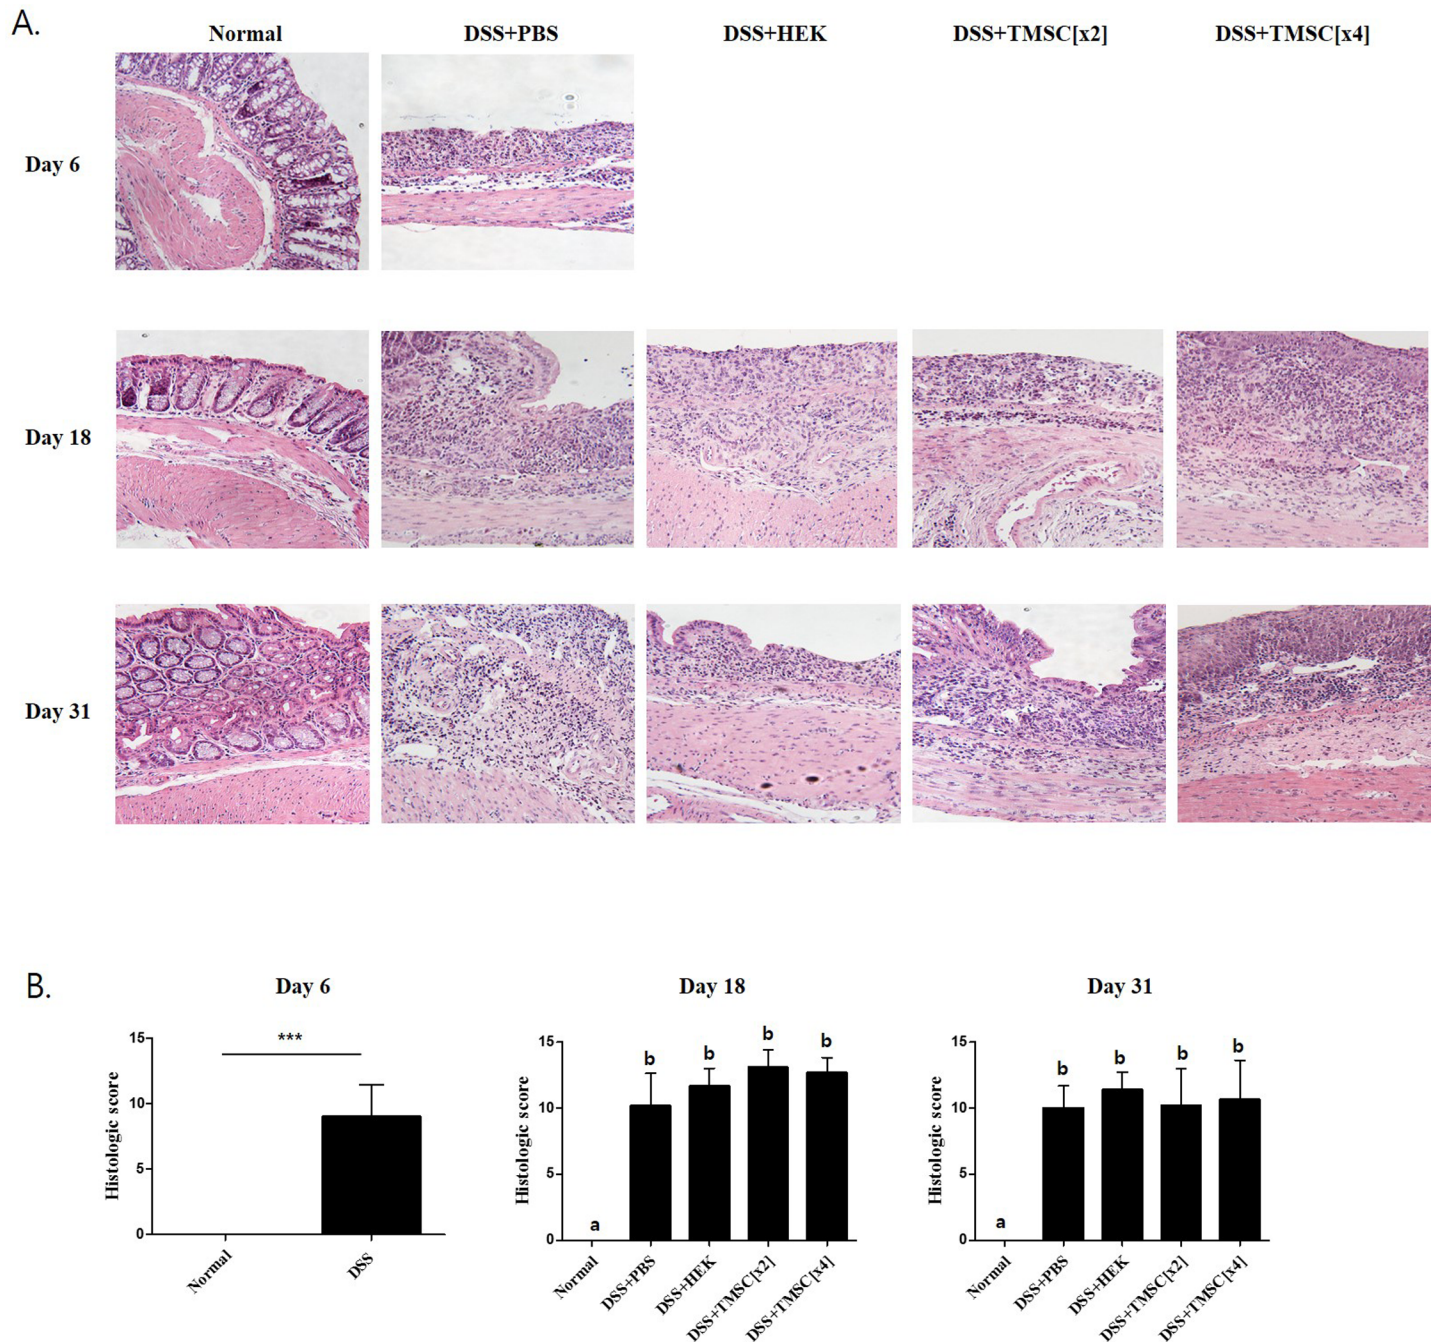 A.
Normal DSS+PBS DSS+HEK DSS+TMSC[x2] DSS+TMSC[x4]
Day 6
Day 18
Day 31
B.
Day 6
***
15
10
5
0
Histologic score
Normal
DSS
Day 18
15
10
5
0
Histologic score
a
b
b
b
b
Normal
DSS+PBS
DSS+HEK
DSS+TMSC[x2]
DSS+TMSC[x4]
Day 31
15
10
5
0
Histologic score
a
b
b
b
b
Normal
DSS+PBS
DSS+HEK
DSS+TMSC[x2]
DSS+TMSC[x4]